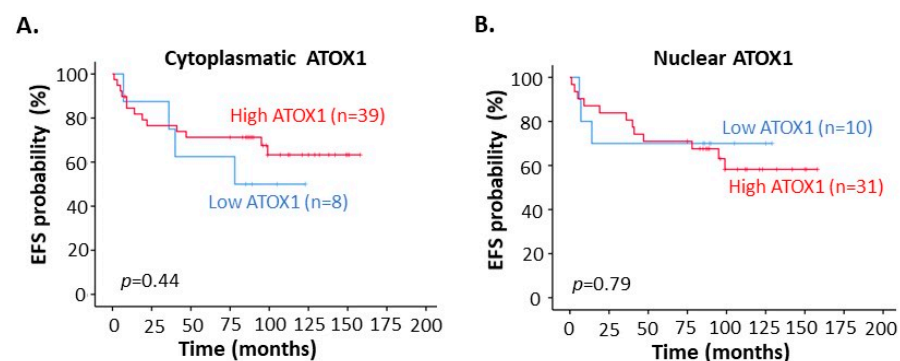 A.
Cytoplasmatic ATOX1
EFS probability (%)
100
80
60
40
20
0
High ATOX1 (n=39)
Low ATOX1 (n=8)
p=0.44
0 25 50 75 100 125 150 175 200
Time (months)
B.
Nuclear ATOX1
EFS probability (%)
100
80
60
40
20
0
Low ATOX1 (n=10)
High ATOX1 (n=31)
p=0.79
0 25 50 75 100 125 150 175 200
Time (months)